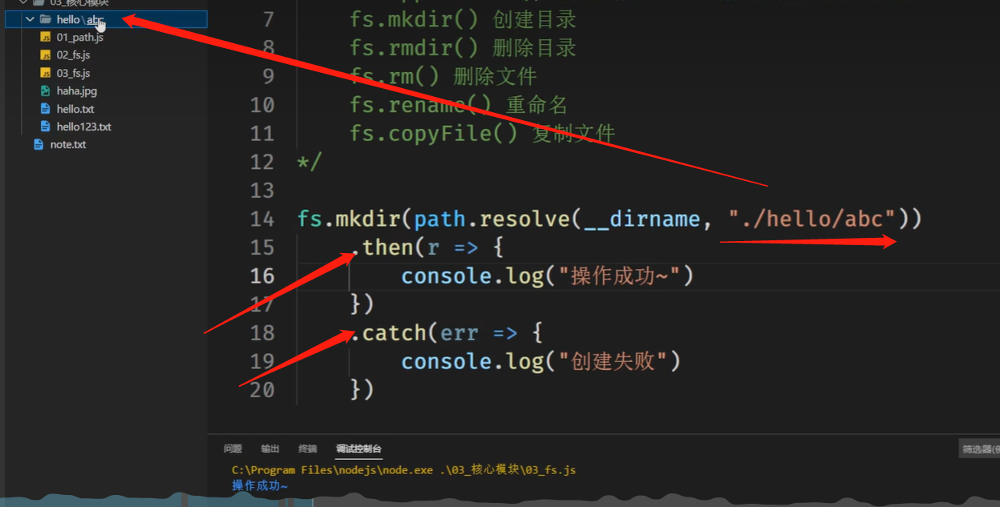 03_核心模块
hello\abc
01_path.js
02_fs.js
03_fs.js
haha.jpg
hello.txt
hello123.txt
note.txt
7 fs.mkdir() 创建目录
8 fs.rmdir() 删除目录
9 fs.rm() 删除文件
10 fs.rename() 重命名
11 fs.copyFile() 复制文件
12 */
13
14 fs.mkdir(path.resolve(__dirname, "./hello/abc"))
15 .then(r => {
16 console.log("操作成功~")
17 })
18 .catch(err => {
19 console.log("创建失败")
20 })
问题 输出 终端 调试控制台 筛选器(
C:\Program Files\nodejs\node.exe .\03_核心模块\03_fs.js
操作成功~